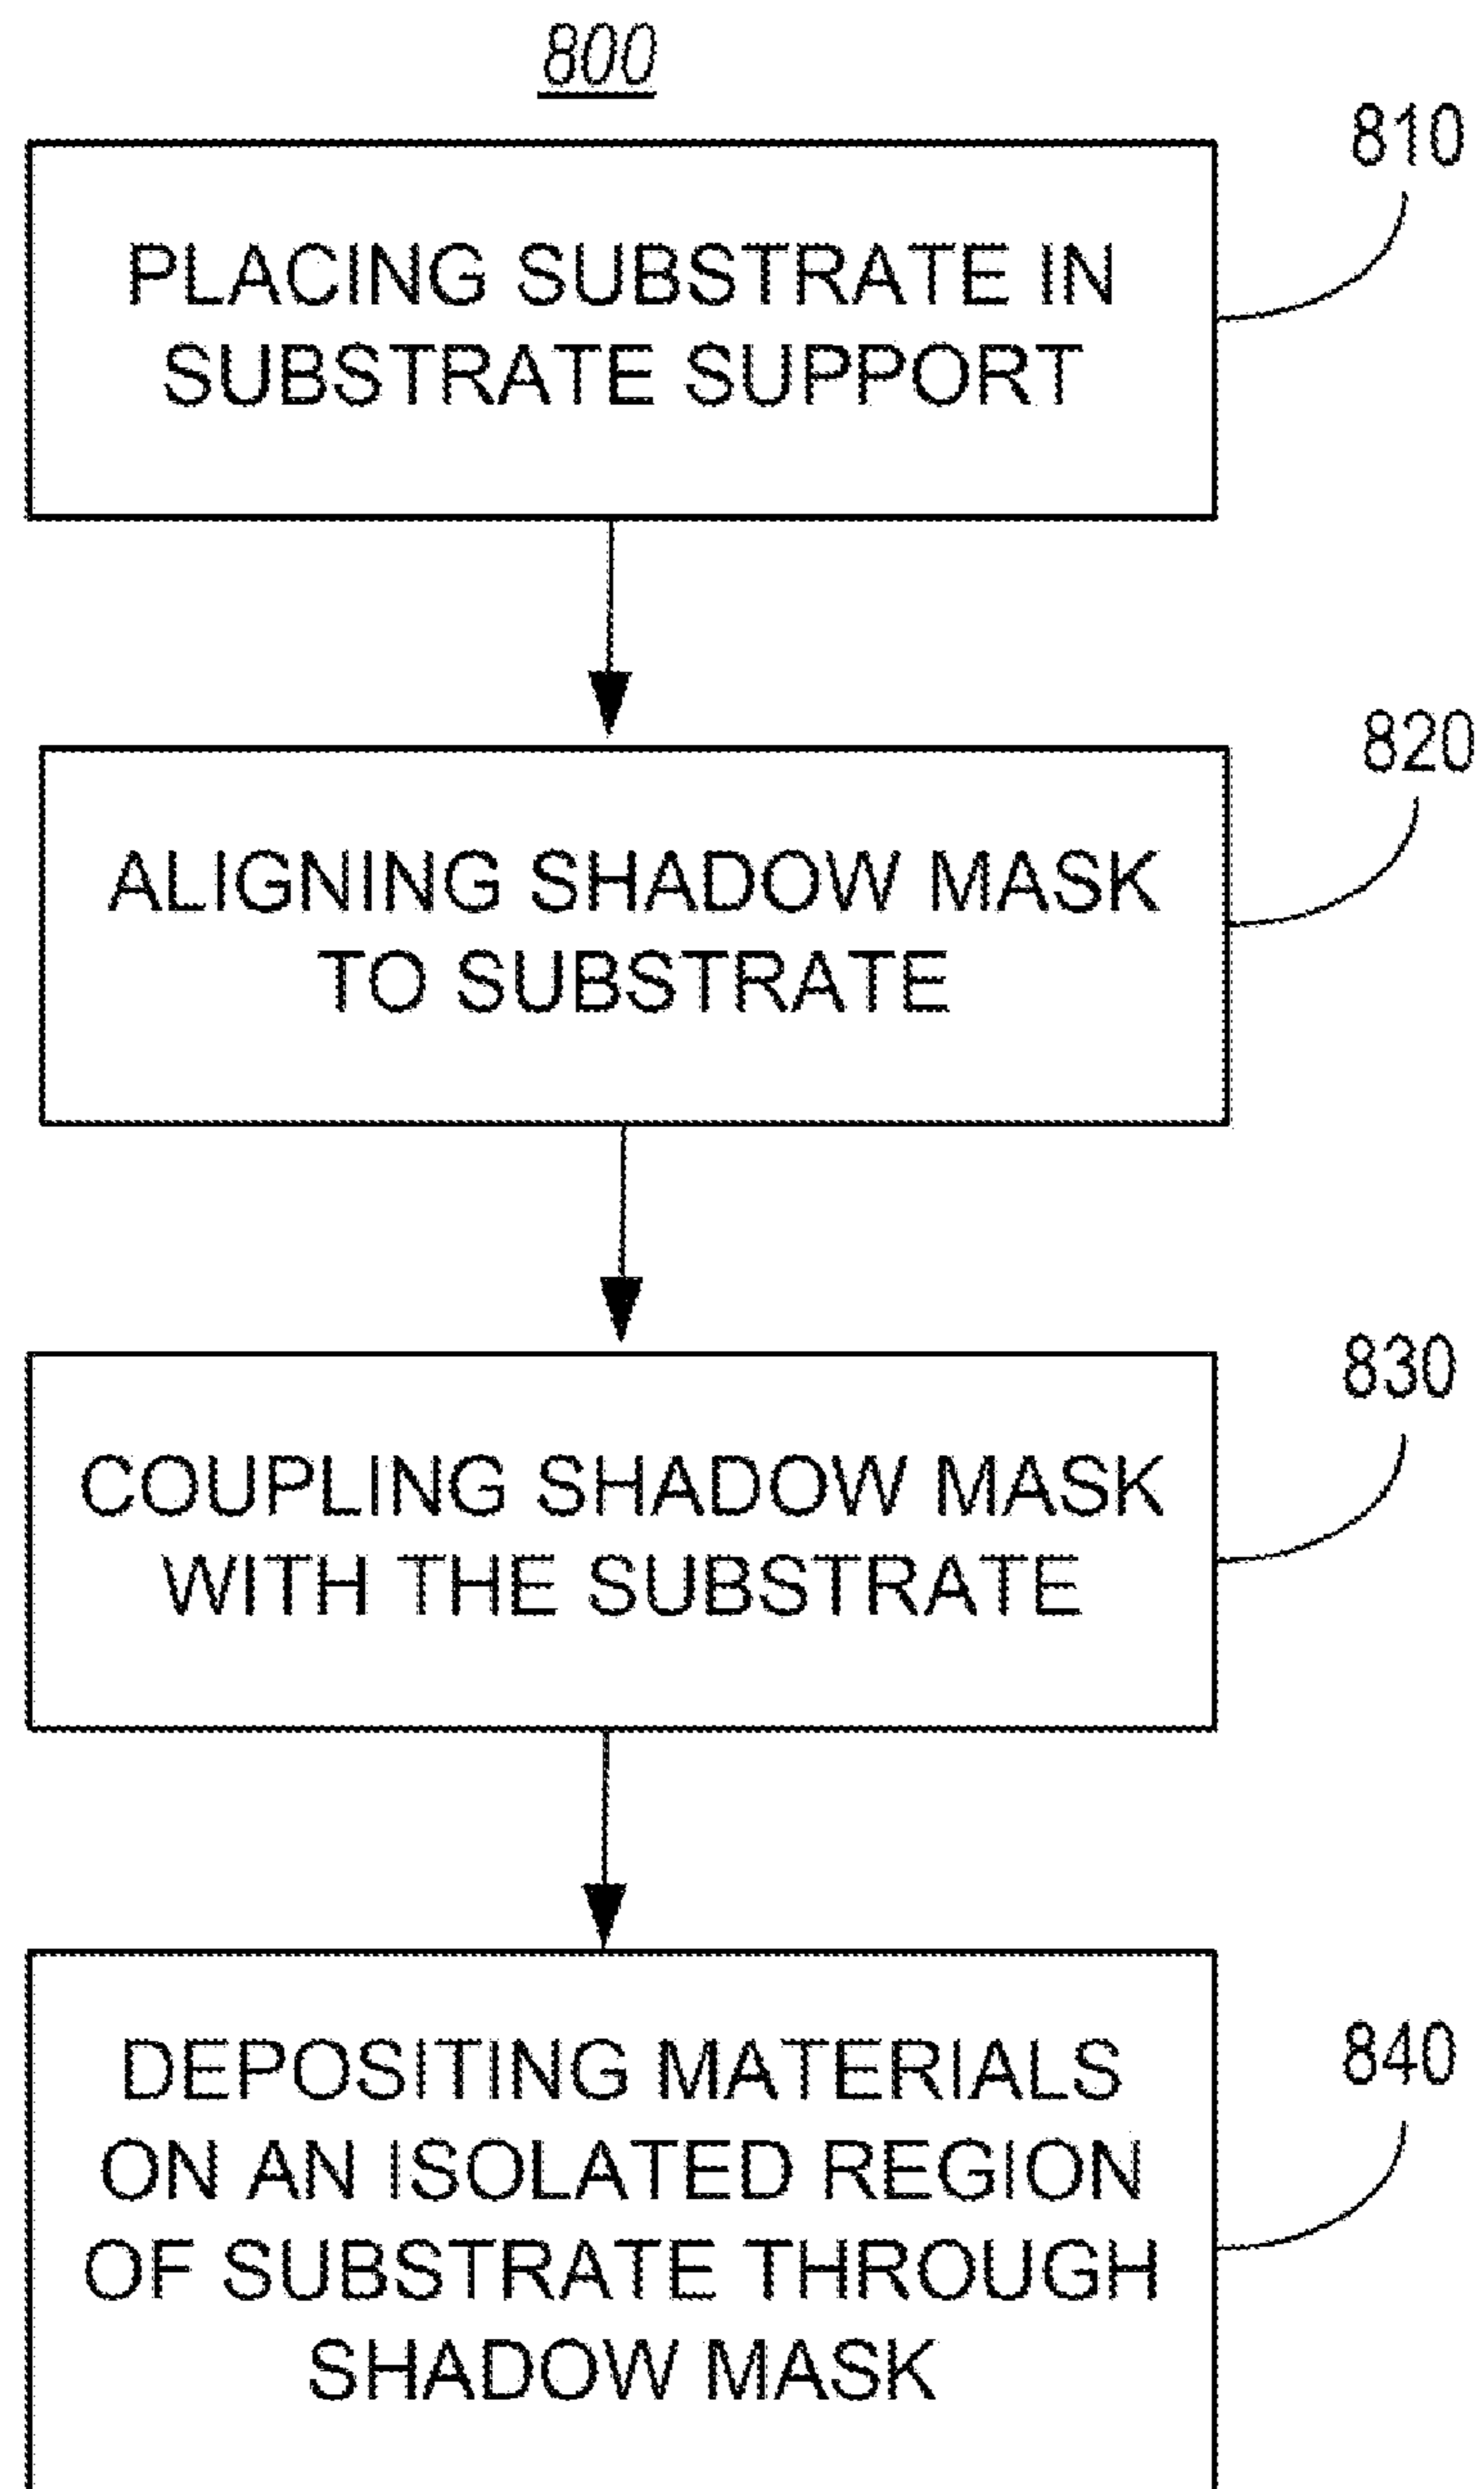 800
810
PLACING SUBSTRATE IN
SUBSTRATE SUPPORT
820
ALIGNING SHADOW MASK
TO SUBSTRATE
830
COUPLING SHADOW MASK
WITH THE SUBSTRATE
840
DEPOSITING MATERIALS
ON AN ISOLATED REGION
OF SUBSTRATE THROUGH
SHADOW MASK